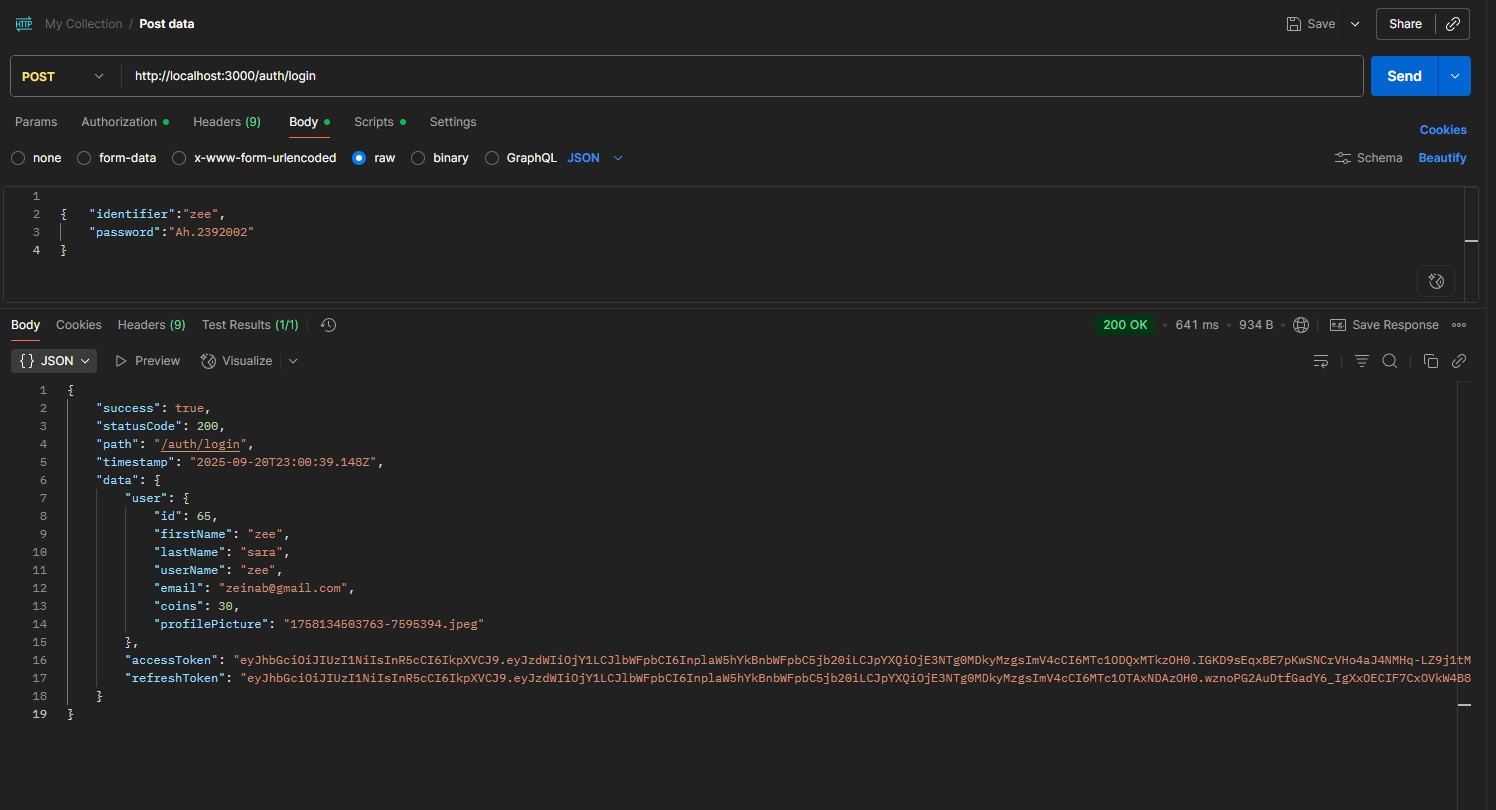 HTTP My Collection / Post data Save Share
POST http://localhost:3000/auth/login Send
Params Authorization Headers (9) Body Scripts Settings Cookies
none form-data x-www-form-urlencoded raw binary GraphQL JSON Schema Beautify
1
2 { "identifier":"zee",
3 "password":"Ah.2392002"
4 }
Body Cookies Headers (9) Test Results (1/1) 200 OK • 641 ms • 934 B e.g. Save Response
{} JSON Preview Visualize
1 {
2 "success": true,
3 "statusCode": 200,
4 "path": "/auth/login",
5 "timestamp": "2025-09-20T23:00:39.148Z",
6 "data": {
7 "user": {
8 "id": 65,
9 "firstName": "zee",
10 "lastName": "sara",
11 "userName": "zee",
12 "email": "zeinab@gmail.com",
13 "coins": 30,
14 "profilePicture": "1758134503763-7595394.jpeg"
15 },
16 "accessToken": "eyJhbGciOiJIUzI1NiIsInR5cCI6IkpXVCJ9.eyJzdWIiOjY1LCJlbWFpbCI6InplaW5hYkBnbWFpbC5jb20iLCJpYXQiOjE3NTg0MDkyMzgsImV4cCI6MTc1ODQxMTkzOH0.IGKD9sEqxBE7pKwSNCrVHo4aJ4NMHq-LZ9j1tM
17 "refreshToken": "eyJhbGciOiJIUzI1NiIsInR5cCI6IkpXVCJ9.eyJzdWIiOjY1LCJlbWFpbCI6InplaW5hYkBnbWFpbC5jb20iLCJpYXQiOjE3NTg0MDkyMzgsImV4cCI6MTc1OTAxNDAzOH0.wznoPG2AuDtfGadY6_IgXxOECIF7CxOVkW4B8
18 }
19 }